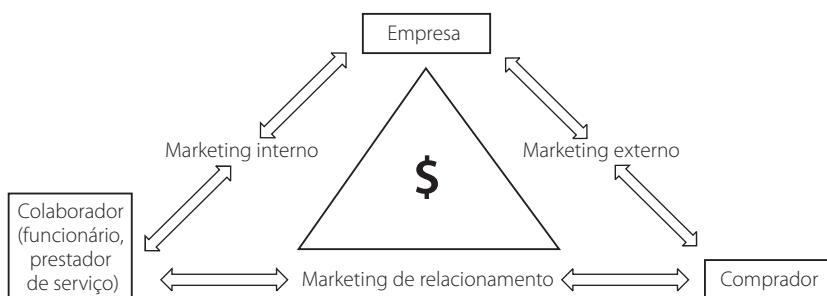 Empresa
Marketing interno
Marketing externo
$
Colaborador
(funcionário,
prestador
de serviço)
Marketing de relacionamento
Comprador